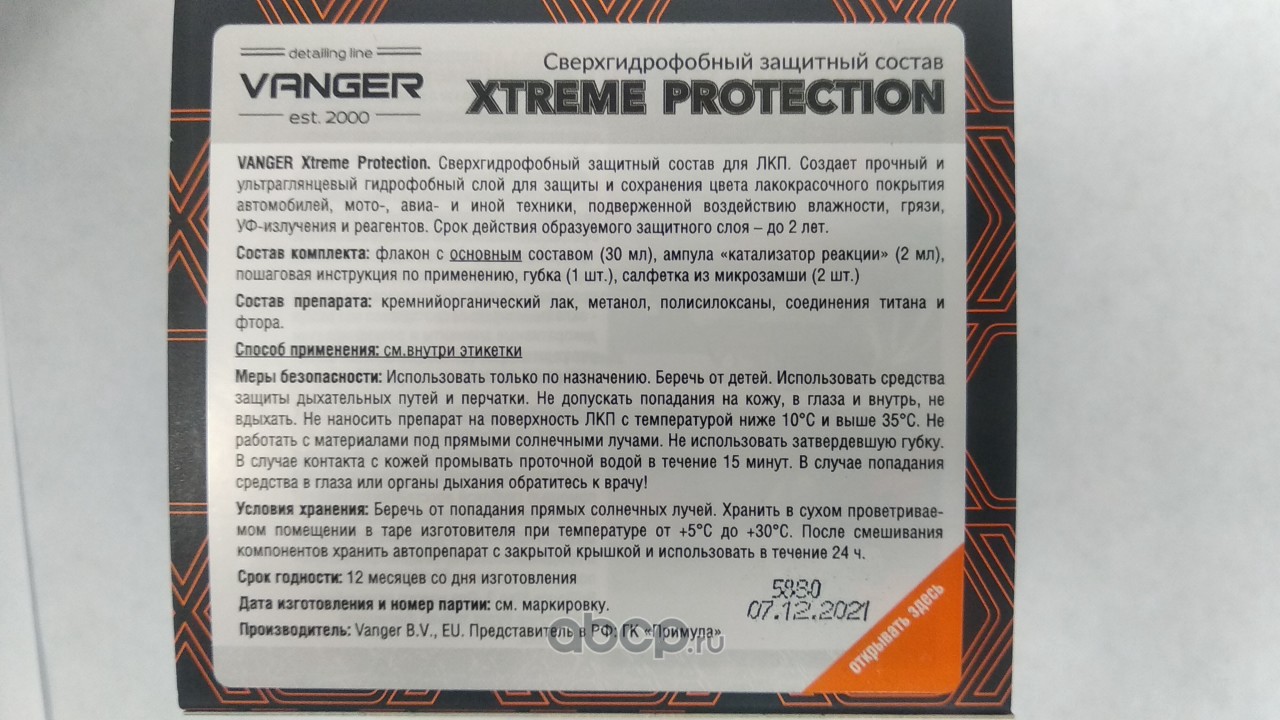 detailing line
VANGER
est. 2000
Сверхгидрофобный защитный состав
XTREME PROTECTION
VANGER Xtreme Protection. Сверхгидрофобный защитный состав для ЛКП. Создает прочный и
ультраглянцевый гидрофобный слой для защиты и сохранения цвета лакокрасочного покрытия
автомобилей, мото-, авиа- и иной техники, подверженной воздействию влажности, грязи,
УФ-излучения и реагентов. Срок действия образуемого защитного слоя – до 2 лет.
Состав комплекта: флакон с основным составом (30 мл), ампула «катализатор реакции» (2 мл),
пошаговая инструкция по применению, губка (1 шт.), салфетка из микрозамши (2 шт.)
Состав препарата: кремнийорганический лак, метанол, полисилоксаны, соединения титана и
фтора.
Способ применения: см.внутри этикетки
Меры безопасности: Использовать только по назначению. Беречь от детей. Использовать средства
защиты дыхательных путей и перчатки. Не допускать попадания на кожу, в глаза и внутрь, не
вдыхать. Не наносить препарат на поверхность ЛКП с температурой ниже 10°С и выше 35°С. Не
работать с материалами под прямыми солнечными лучами. Не использовать затвердевшую губку.
В случае контакта с кожей промывать проточной водой в течение 15 минут. В случае попадания
средства в глаза или органы дыхания обратитесь к врачу!
Условия хранения: Беречь от попадания прямых солнечных лучей. Хранить в сухом проветривае-
мом помещении в таре изготовителя при температуре от +5°С до +30°С. После смешивания
компонентов хранить автопрепарат с закрытой крышкой и использовать в течение 24 ч.
Срок годности: 12 месяцев со дня изготовления
5880
Дата изготовления и номер партии: см. маркировку.
07.12.2021
Производитель: Vanger B.V., EU. Представитель в РФ: ГК «Примула»
открывать здесь
abcp.ru